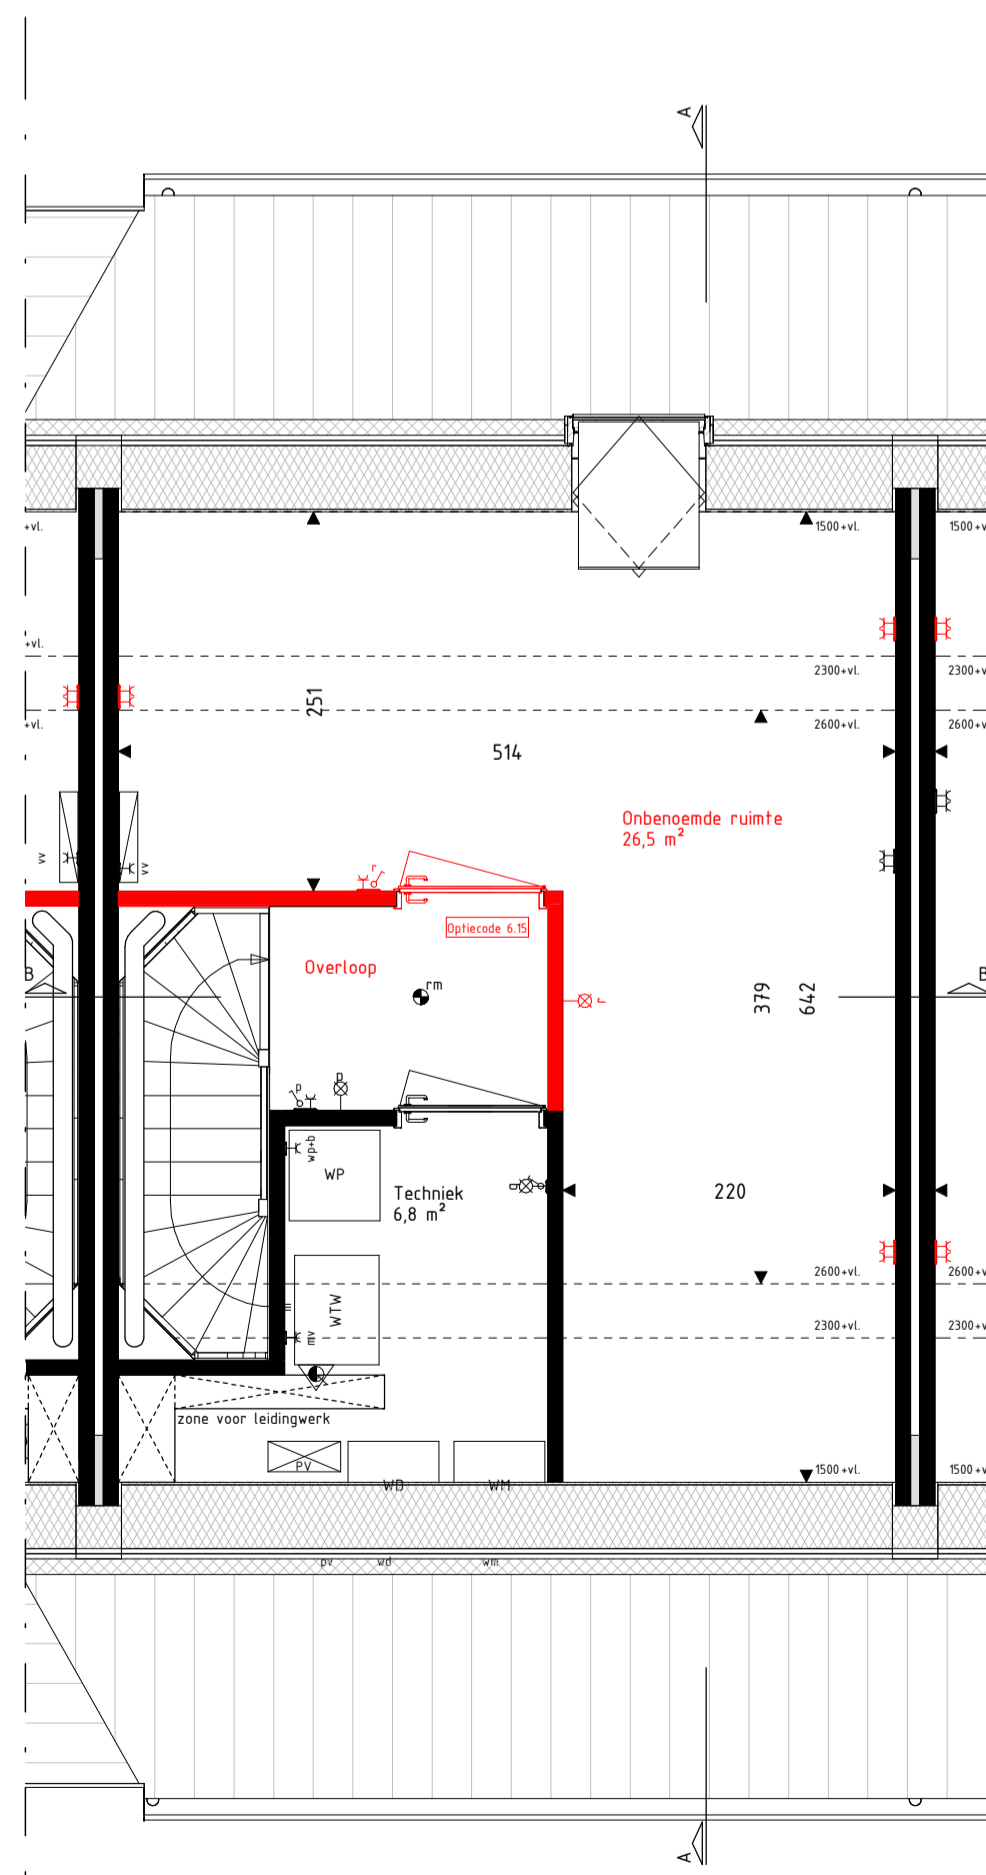 A
+vl.
1500+vl.
1500+v
+vl.
2300+vl.
2300+v
+vl.
2600+vl.
2600+v
251
514
Onbenoemde ruimte
26,5 m²
vv
vv
r
Optiecode 6.15
Overloop
rm
B
B
r
379
642
p
p
wp+b
WP
Techniek
6,8 m²
g
220
2600+vl.
2600+v
WTW
mv
2300+vl.
2300+v
zone voor leidingwerk
PV
WD
WM
1500+vl.
1500+v
pv
wd
wm
A